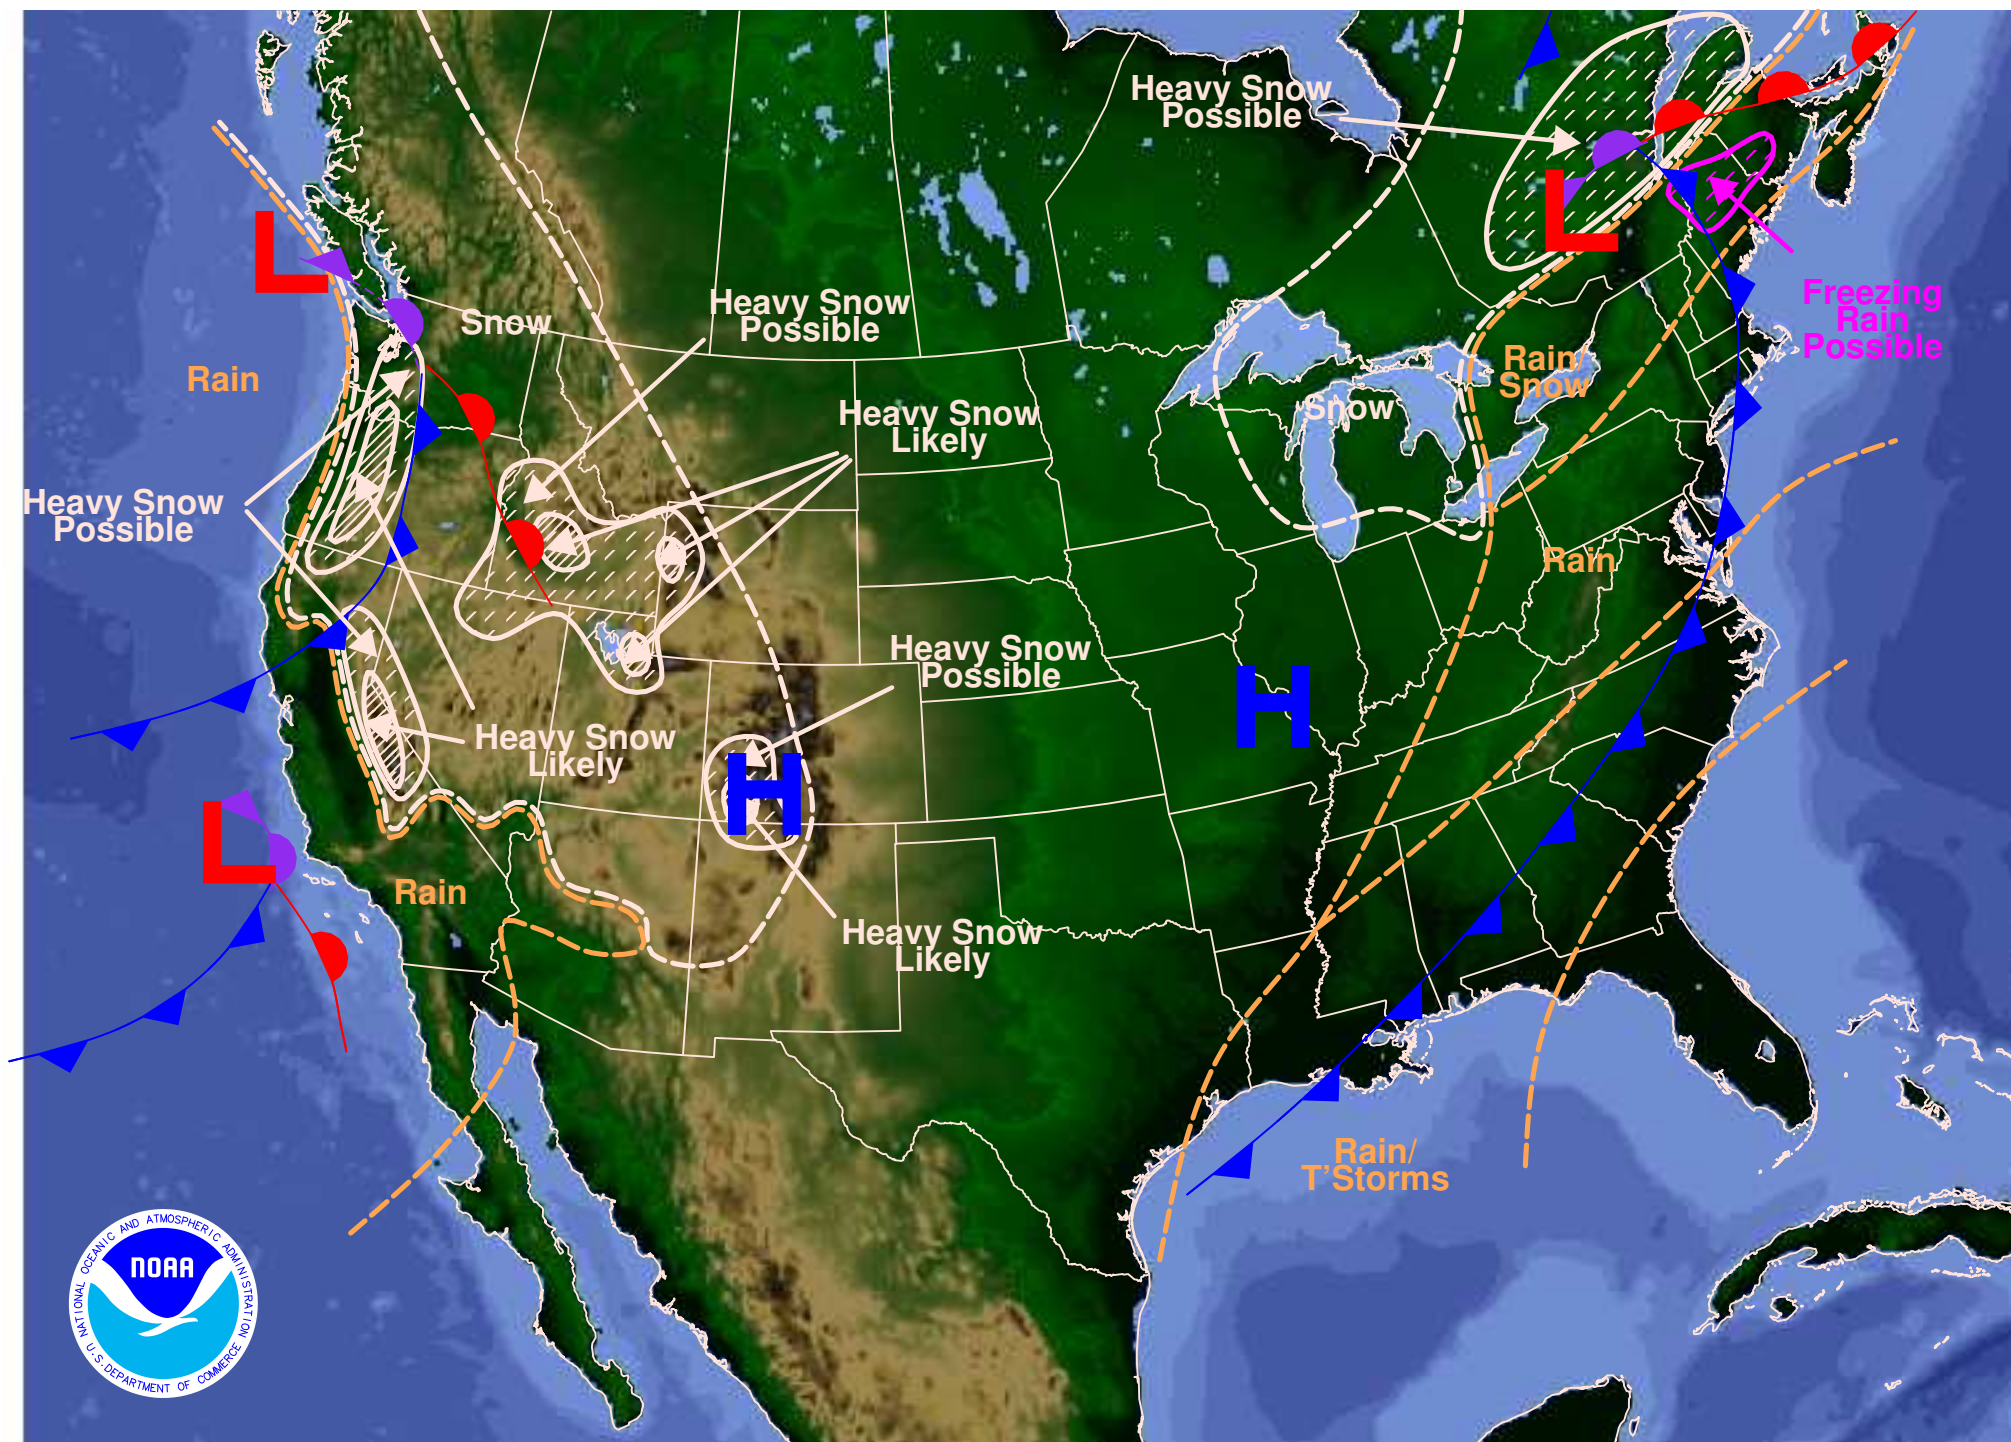 Heavy Snow
Possible
L
L
Freezing
Rain
Possible
Snow
Heavy Snow
Possible
Rain
Rain/
Snow
Heavy Snow
Likely
Snow
Heavy Snow
Possible
Rain
Heavy Snow
Possible
H
Heavy Snow
Likely
H
L
Rain
Heavy Snow
Likely
Rain/
T'Storms
NATIONAL OCEANIC AND ATMOSPHERIC ADMINISTRATION
NOAA
U.S. DEPARTMENT OF COMMERCE